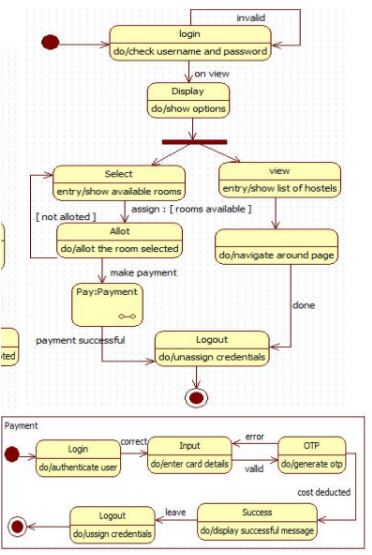 invalid
login
do/check username and password
on view
Display
do/show options
Select
entry/show available rooms
view
entry/show list of hostels
assign : [ rooms available ]
[ not alloted ]
Allot
do/allot the room selected
do/navigate around page
make payment
Pay:Payment
done
payment successful
Logout
do/unassign credentials
ted
Payment
Login
do/authenticate user
correct
Input
do/enter card details
error
vallid
OTP
do/generate otp
cost deducted
Success
do/display successful message
leave
Logout
do/ussign credentials